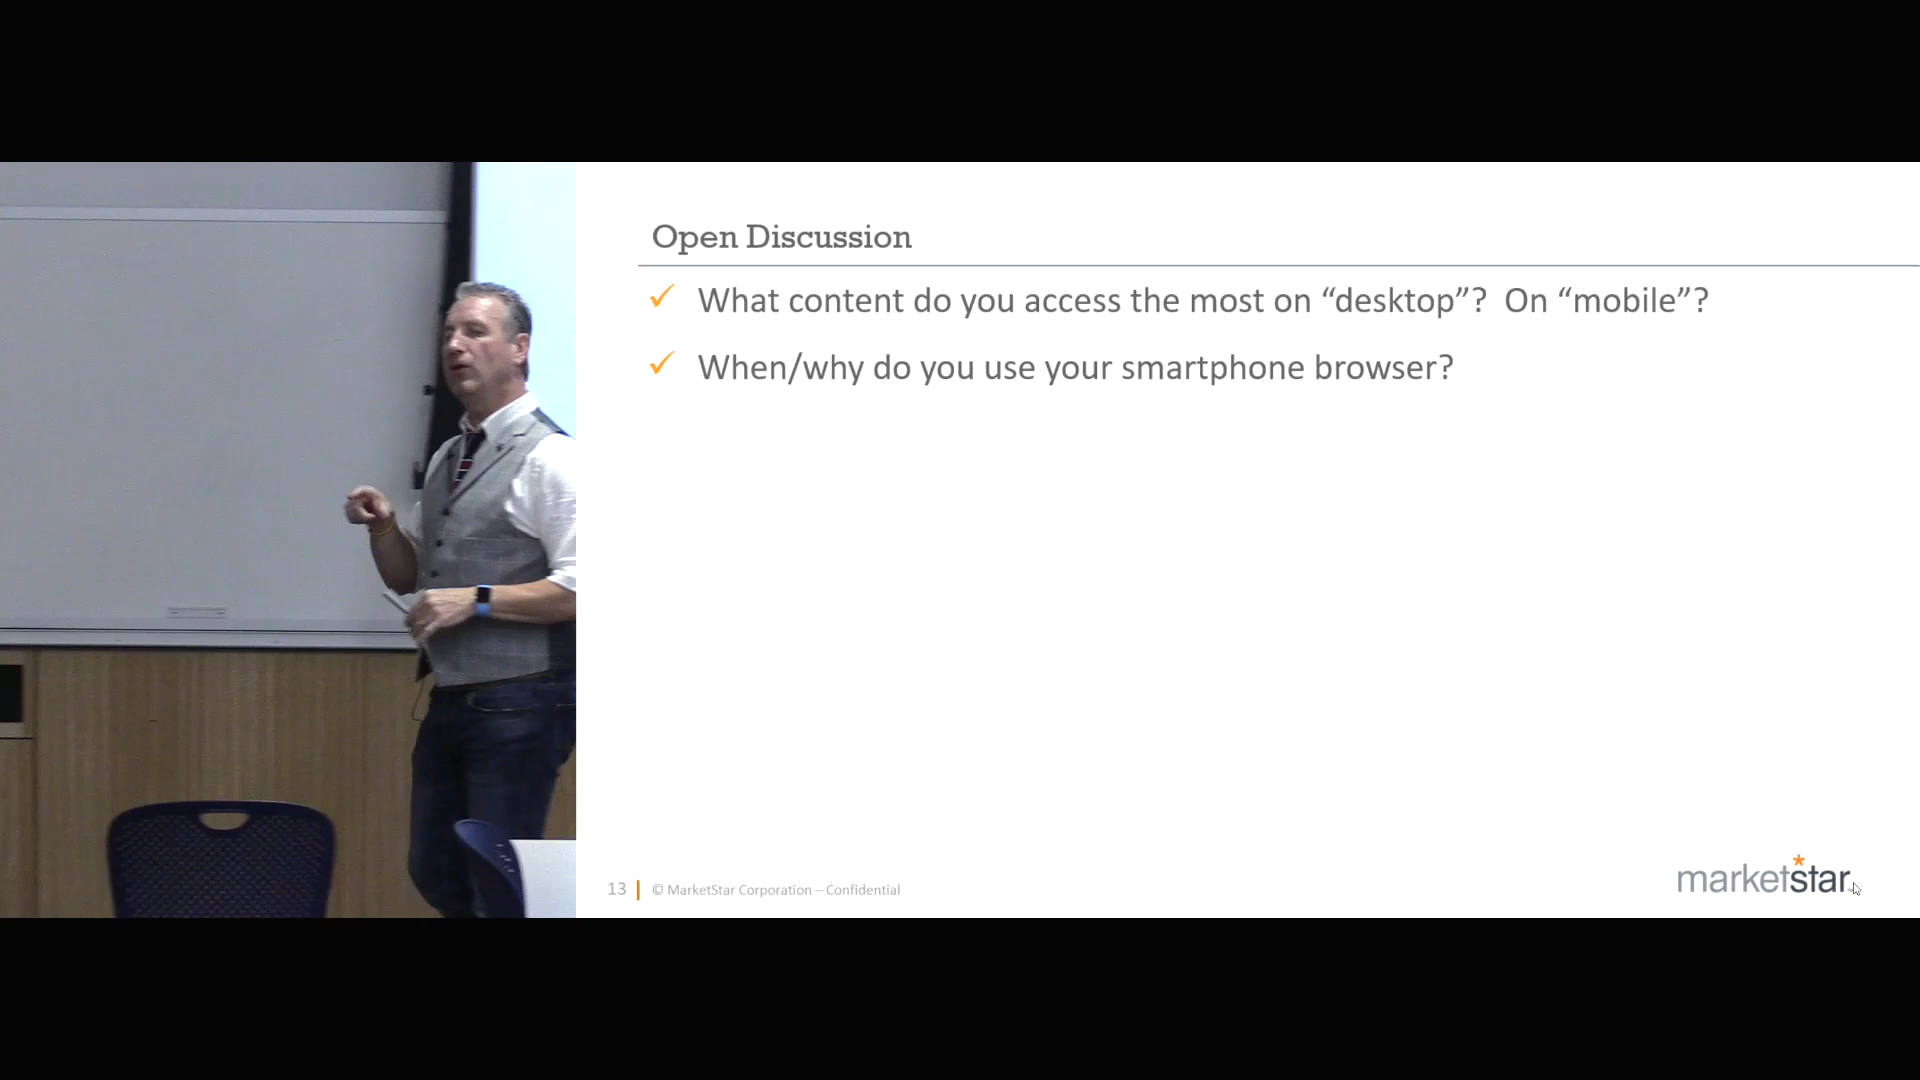 Open Discussion
✓ What content do you access the most on “desktop”?  On “mobile”?
✓ When/why do you use your smartphone browser?
13 | © MarketStar Corporation – Confidential
marketstar